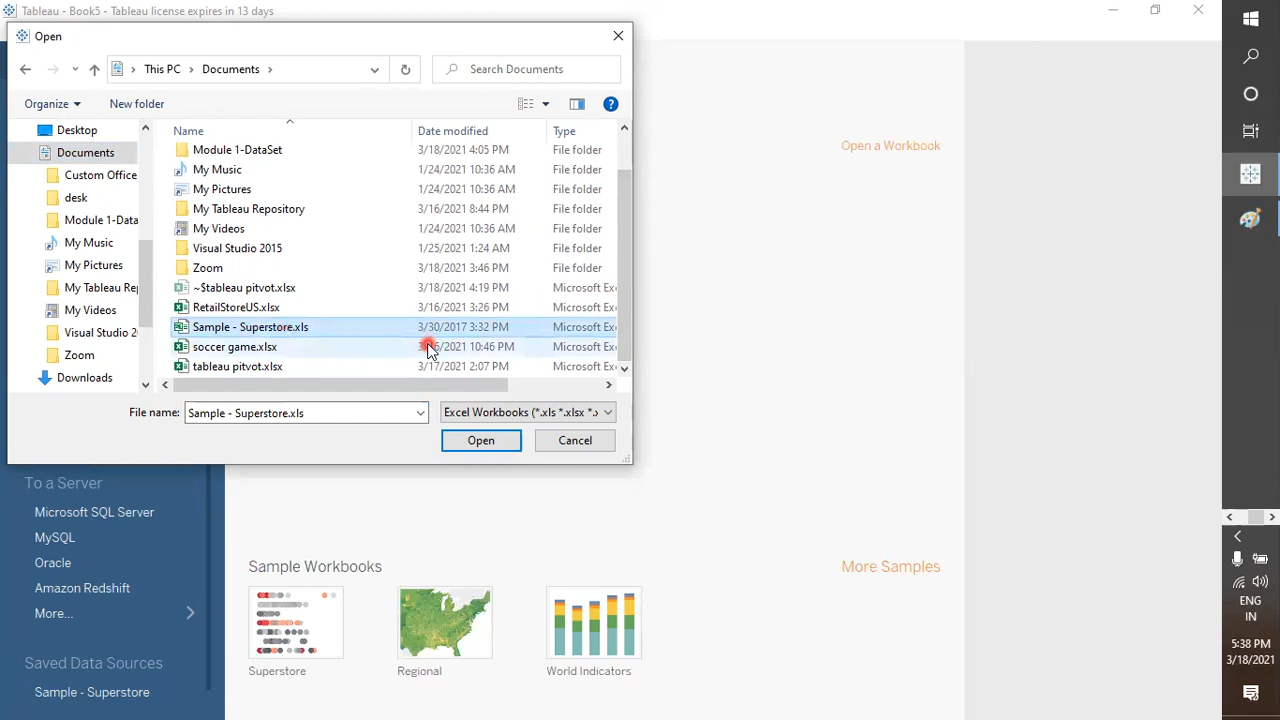 Tableau - Book5 - Tableau license expires in 13 days
Open
This PC
Documents
Search Documents
Organize
New folder
Name
Date modified
Type
Desktop
Documents
Custom Office
desk
Module 1-Data
My Music
My Pictures
My Tableau Rep
My Videos
Visual Studio 2
Zoom
Downloads
Module 1-DataSet 3/18/2021 4:05 PM File folder
My Music 1/24/2021 10:36 AM File folder
My Pictures 1/24/2021 10:36 AM File folder
My Tableau Repository 3/16/2021 8:44 PM File folder
My Videos 1/24/2021 10:36 AM File folder
Visual Studio 2015 1/25/2021 1:24 AM File folder
Zoom 3/18/2021 3:46 PM File folder
~$tableau pitvot.xlsx 3/18/2021 4:19 PM Microsoft Exe
RetailStoreUS.xlsx 3/16/2021 3:26 PM Microsoft Exe
Sample - Superstore.xls 3/30/2017 3:32 PM Microsoft Exe
soccer game.xlsx /2021 10:46 PM Microsoft Exe
tableau pitvot.xlsx 3/17/2021 2:07 PM Microsoft Exe
File name:
Sample - Superstore.xls
Excel Workbooks (*.xls *.xlsx *.x
Open
Cancel
Open a Workbook
To a Server
Microsoft SQL Server
MySQL
Oracle
Amazon Redshift
More...
Saved Data Sources
Sample - Superstore
Sample Workbooks
More Samples
Superstore
Regional
World Indicators
ENG
IN
5:38 PM
3/18/2021